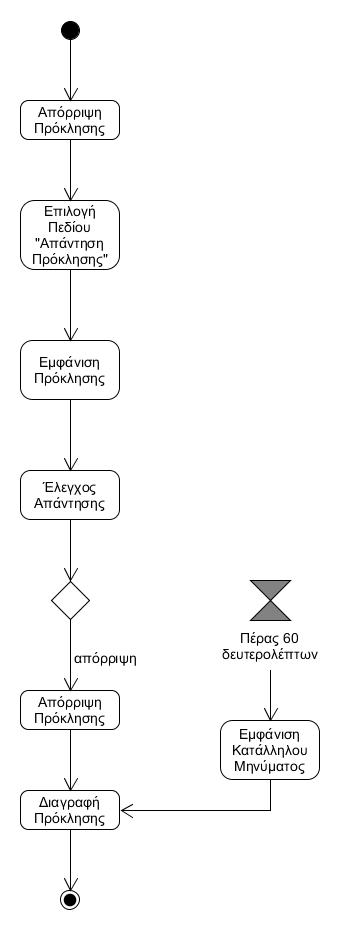 Απόρριψη
Πρόκλησης
Επιλογή
Πεδίου
"Απάντηση
Πρόκλησης"
Εμφάνιση
Πρόκλησης
Έλεγχος
Απάντησης
απόρριψη
Πέρας 60
δευτερολέπτων
Απόρριψη
Πρόκλησης
Εμφάνιση
Κατάλληλου
Μηνύματος
Διαγραφή
Πρόκλησης